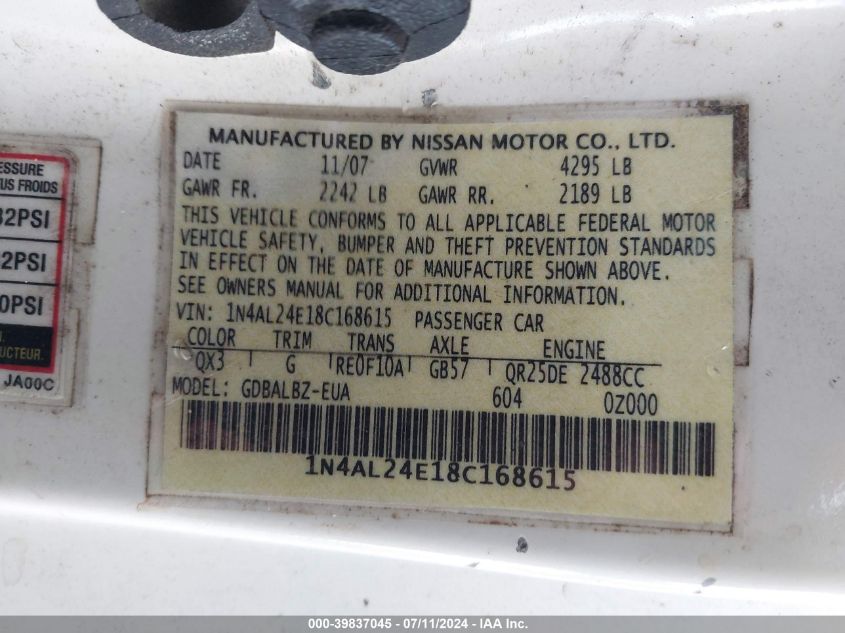 MANUFACTURED BY NISSAN MOTOR CO., LTD.
DATE 11/07 GVWR 4295 LB
GAWR FR. 2242 LB GAWR RR. 2189 LB
THIS VEHICLE CONFORMS TO ALL APPLICABLE FEDERAL MOTOR
VEHICLE SAFETY, BUMPER AND THEFT PREVENTION STANDARDS
IN EFFECT ON THE DATE OF MANUFACTURE SHOWN ABOVE.
SEE OWNERS MANUAL FOR ADDITIONAL INFORMATION.
VIN: 1N4AL24E18C168615 PASSENGER CAR
COLOR TRIM TRANS AXLE ENGINE
QX3 G RE0F10A GB57 QR25DE 2488CC
MODEL: GDBALBZ-EUA 604 0Z000
1N4AL24E18C168615
ESSURE
US FROIDS
2PSI
2PSI
0PSI
UCTEUR.
JA00C
000-39837045 - 07/11/2024 - IAA Inc.